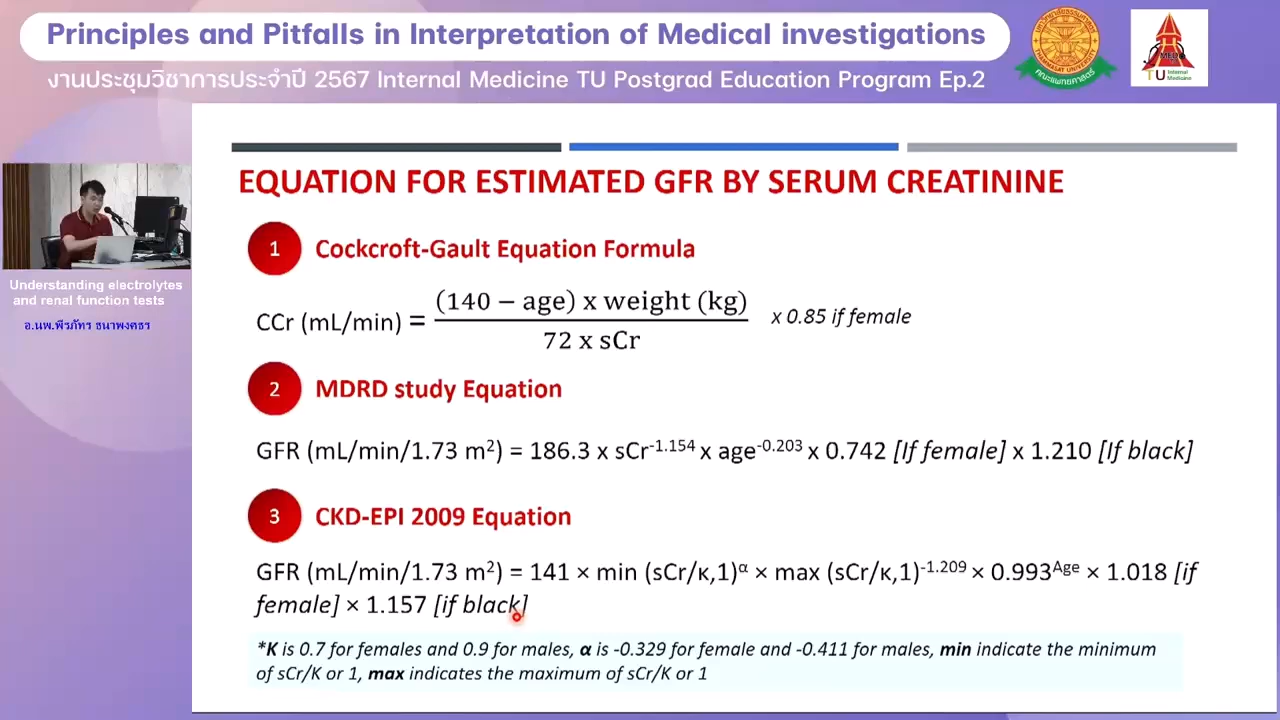 Principles and Pitfalls in Interpretation of Medical investigations
งานประชุมวิชาการประจำปี 2567 Internal Medicine TU Postgrad Education Program Ep.2
TU Internal
Medicine
EQUATION FOR ESTIMATED GFR BY SERUM CREATININE
1 Cockcroft-Gault Equation Formula
CCr (mL/min) = (140 − age) x weight (kg) / 72 x sCr x 0.85 if female
2 MDRD study Equation
GFR (mL/min/1.73 m²) = 186.3 x sCr^-1.154 x age^-0.203 x 0.742 [If female] x 1.210 [If black]
3 CKD-EPI 2009 Equation
GFR (mL/min/1.73 m²) = 141 × min (sCr/κ,1)^α × max (sCr/κ,1)^-1.209 × 0.993^Age × 1.018 [if
female] × 1.157 [if black]
*K is 0.7 for females and 0.9 for males, α is -0.329 for female and -0.411 for males, min indicate the minimum
of sCr/K or 1, max indicates the maximum of sCr/K or 1
Understanding electrolytes
and renal function tests
อ.นพ.พีรภัทร ธนาพงศธร